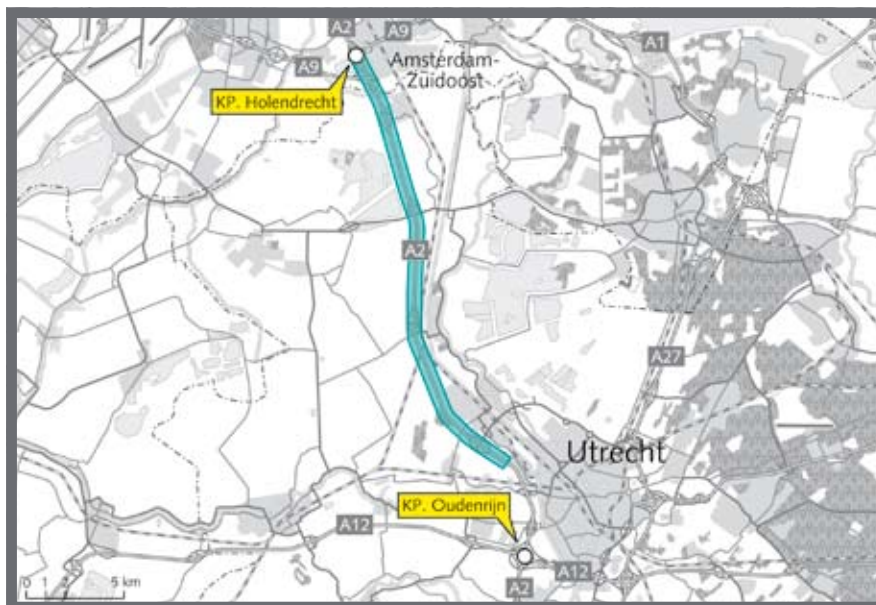 A2
A9
A1
A9
Amsterdam-
Zuidoost
KP. Holendrecht
A2
A27
Utrecht
KP. Oudenrijn
A12
A12
A2
0 1 2 5 km